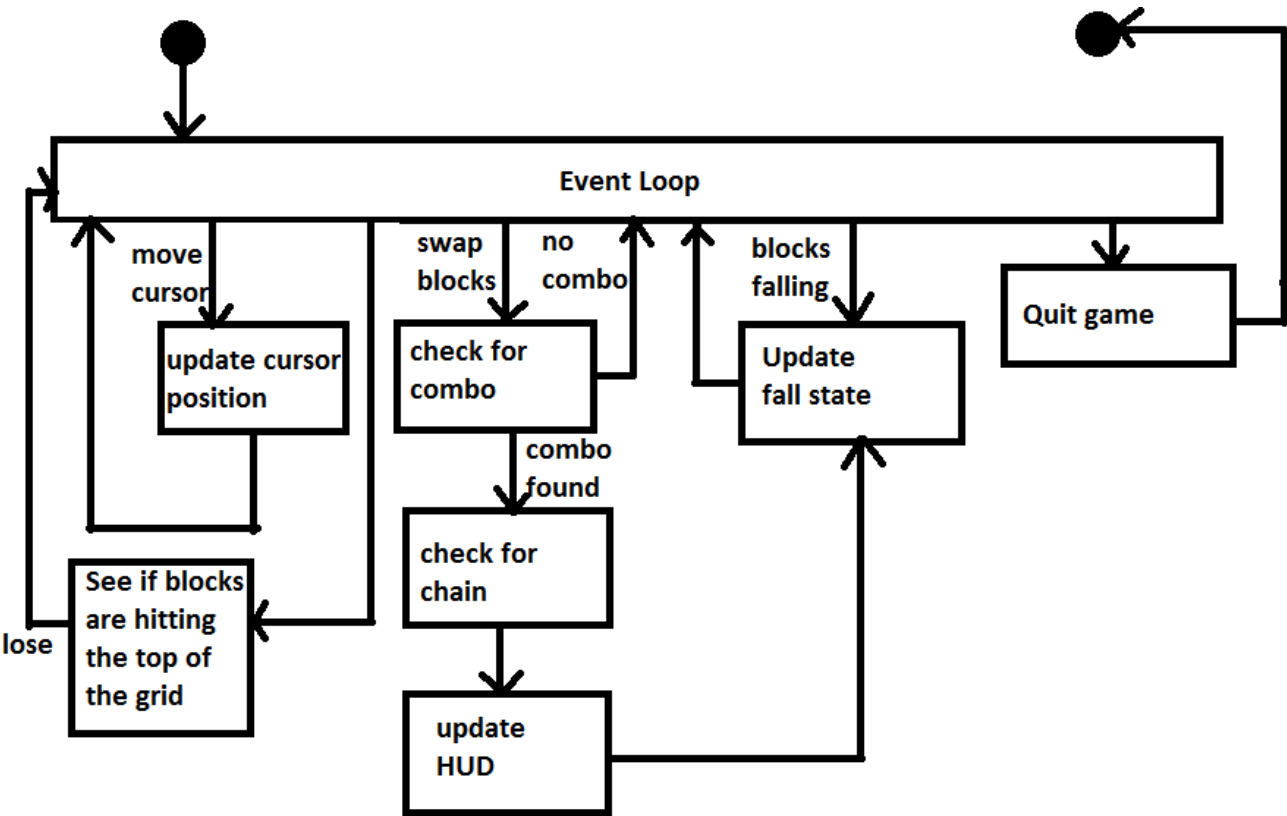 Event Loop
move
cursor
swap
blocks
no
combo
blocks
falling
Quit game
update cursor
position
check for
combo
Update
fall state
combo
found
check for
chain
See if blocks
are hitting
the top of
the grid
lose
update
HUD